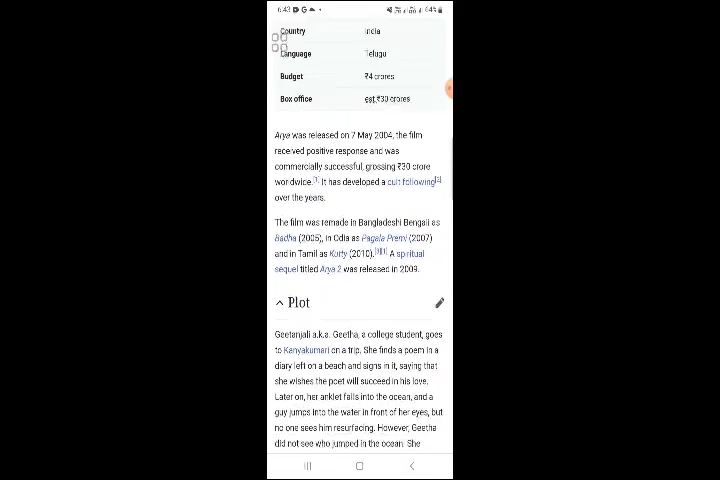 6:43
64%
Country India
Language Telugu
Budget ₹4 crores
Box office est.₹30 crores
Arya was released on 7 May 2004, the film
received positive response and was
commercially successful, grossing ₹30 crore
worldwide.[1] It has developed a cult following[2]
over the years.
The film was remade in Bangladeshi Bengali as
Badha (2005), in Odia as Pagala Premi (2007)
and in Tamil as Kutty (2010).[3][1] A spiritual
sequel titled Arya 2 was released in 2009.
Plot
Geetanjali a.k.a. Geetha, a college student, goes
to Kanyakumari on a trip. She finds a poem in a
diary left on a beach and signs in it, saying that
she wishes the poet will succeed in his love.
Later on, her anklet falls into the ocean, and a
guy jumps into the water in front of her eyes, but
no one sees him resurfacing. However, Geetha
did not see who jumped in the ocean. She